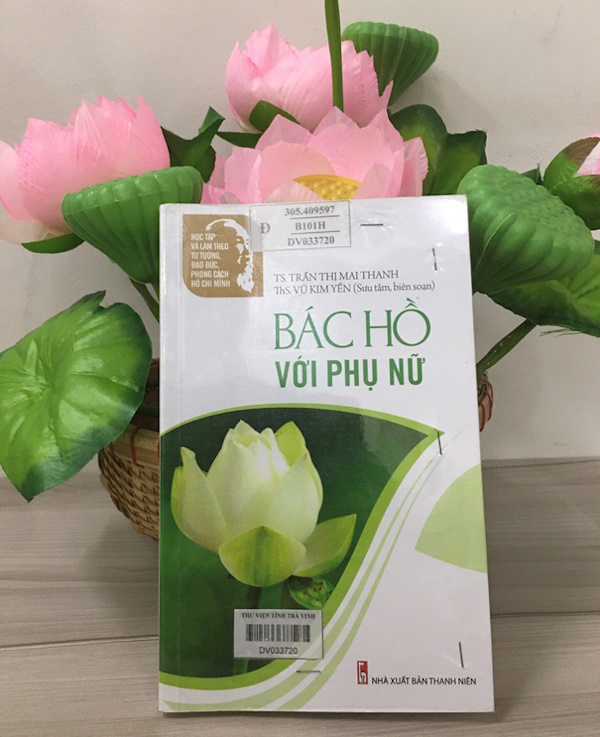 305.409597
Đ B101H
DV033720
HỌC TẬP
VÀ LÀM THEO
TƯ TƯỞNG,
ĐẠO ĐỨC,
PHONG CÁCH
HỒ CHÍ MINH
TS. TRẦN THỊ MAI THANH
ThS. VŨ KIM YẾN (Sưu tầm, biên soạn)
BÁC HỒ
VỚI PHỤ NỮ
THƯ VIỆN TỈNH TRÀ VINH
DV033720
NHÀ XUẤT BẢN THANH NIÊN